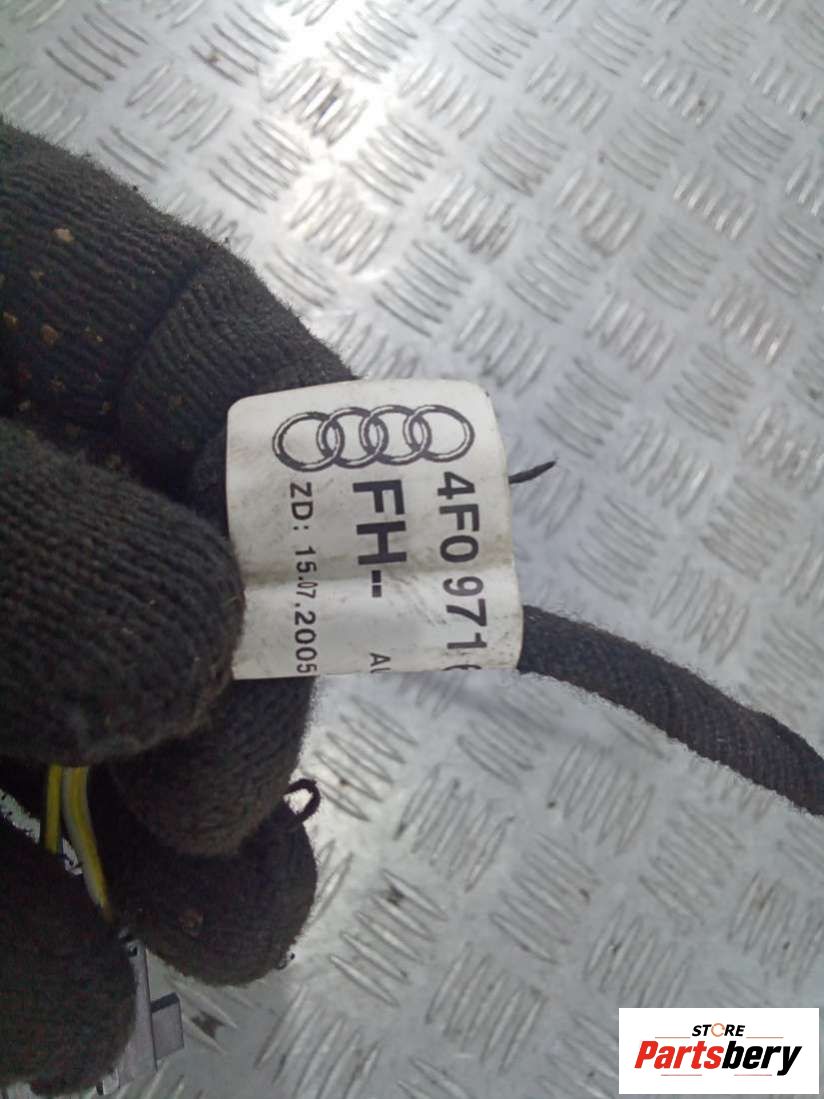 4F0 971
FH--
ZD: 15.07.2005
STORE
Partsbery